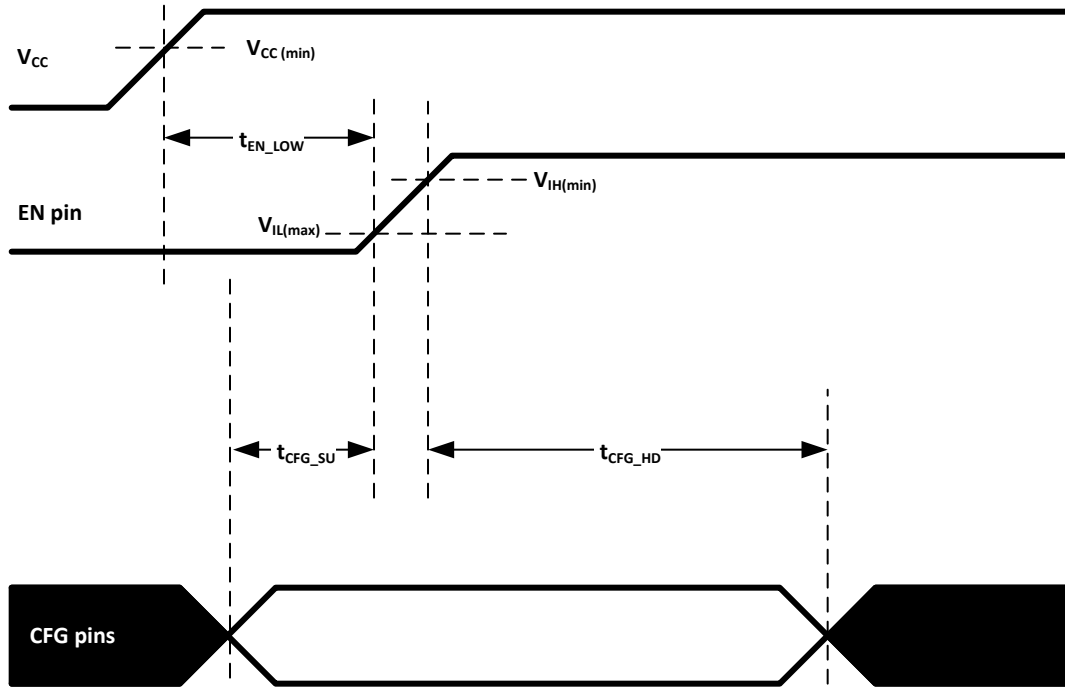 VCC
VCC (min)
tEN_LOW
EN pin
VIH(min)
VIL(max)
tCFG_SU
tCFG_HD
CFG pins